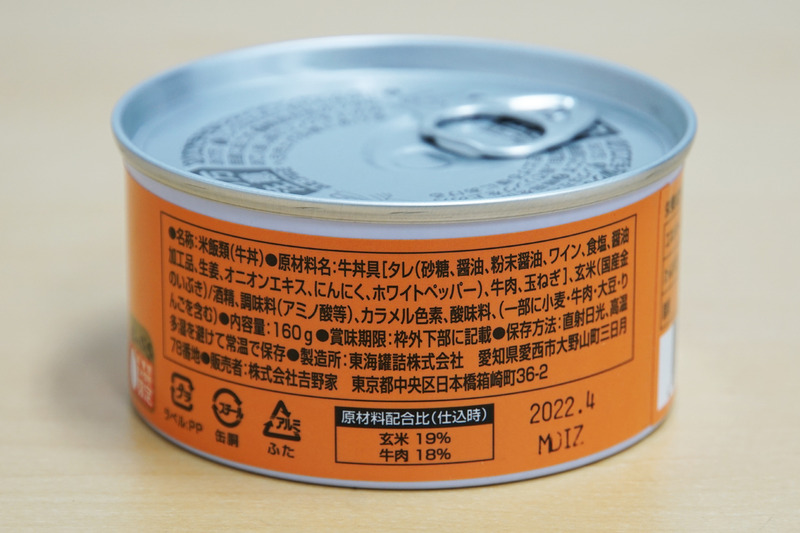 ●名称:米飯類(牛丼)●原材料名:牛丼具[タレ(砂糖、醤油、粉末醤油、ワイン、食塩、醤油
加工品、生姜、オニオンエキス、にんにく、ホワイトペッパー)、牛肉、玉ねぎ]、玄米(国産金
のいぶき)/酒精、調味料(アミノ酸等)、カラメル色素、酸味料、(一部に小麦・牛肉・大豆・り
んごを含む)●内容量:160g●賞味期限:枠外下部に記載●保存方法:直射日光、高温
多湿を避けて常温で保存●製造所:東海罐詰株式会社 愛知県愛西市大野山町三日月
78番地●販売者:株式会社𠮷野家 東京都中央区日本橋箱崎町36-2
プラ
ラベル:PP
スチール
缶胴
アルミ
ふた
原材料配合比(仕込時)
玄米 19%
牛肉 18%
2022.4